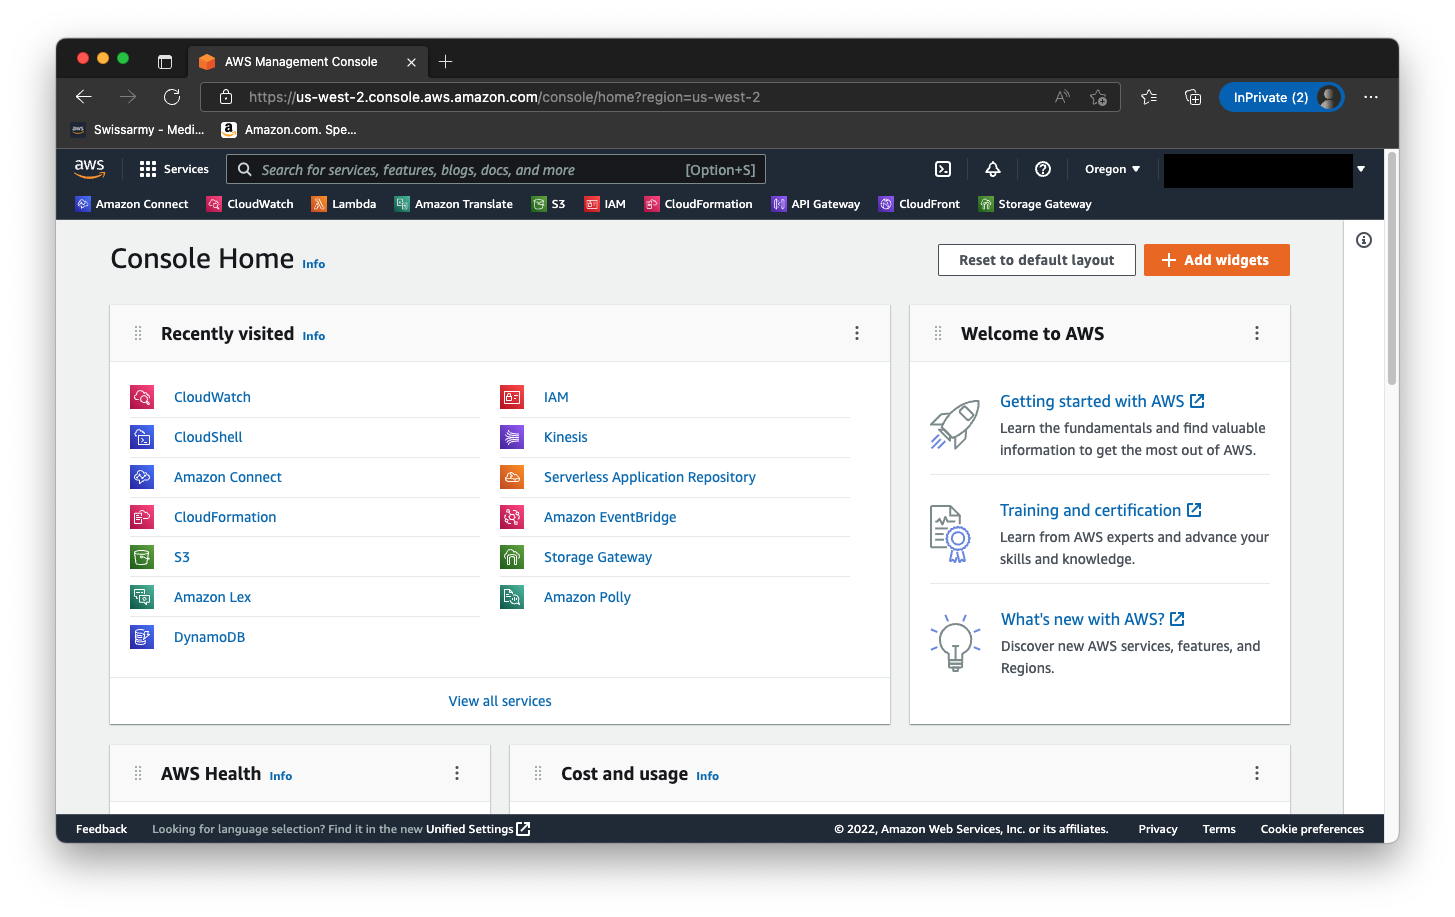 AWS Management Console
https://us-west-2.console.aws.amazon.com/console/home?region=us-west-2
InPrivate (2)
aws Swissarmy - Medi...
a Amazon.com. Spe...
aws
Services
Search for services, features, blogs, docs, and more
[Option+S]
Oregon
Amazon Connect
CloudWatch
Lambda
Amazon Translate
S3
IAM
CloudFormation
API Gateway
CloudFront
Storage Gateway
Console Home Info
Reset to default layout
Add widgets
Recently visited Info
CloudWatch
CloudShell
Amazon Connect
CloudFormation
S3
Amazon Lex
DynamoDB
IAM
Kinesis
Serverless Application Repository
Amazon EventBridge
Storage Gateway
Amazon Polly
View all services
Welcome to AWS
Getting started with AWS
Learn the fundamentals and find valuable
information to get the most out of AWS.
Training and certification
Learn from AWS experts and advance your
skills and knowledge.
What's new with AWS?
Discover new AWS services, features, and
Regions.
AWS Health Info
Cost and usage Info
Feedback
Looking for language selection? Find it in the new Unified Settings
© 2022, Amazon Web Services, Inc. or its affiliates.
Privacy
Terms
Cookie preferences